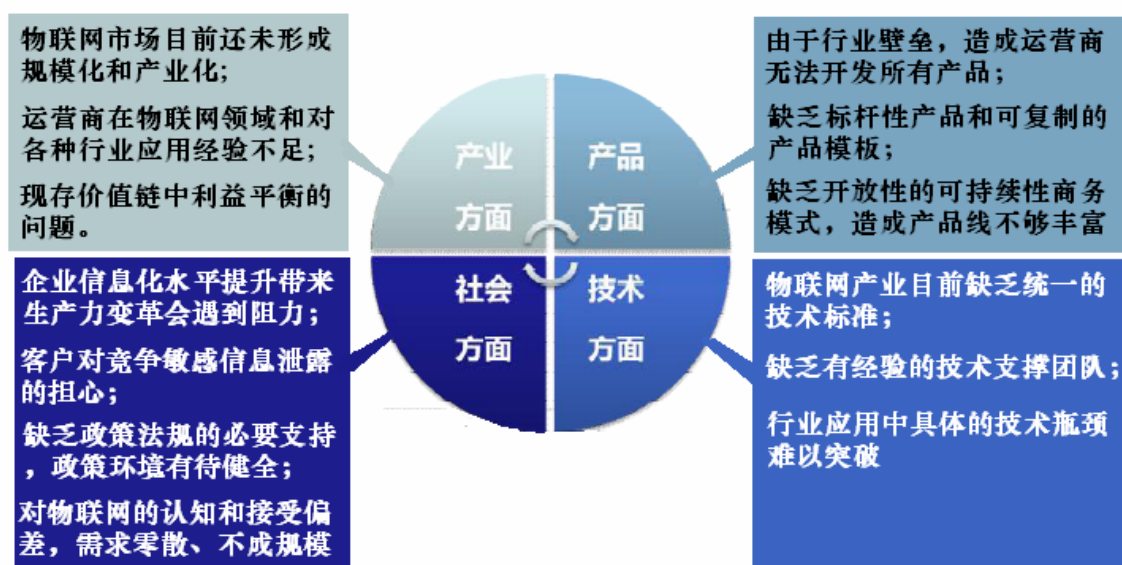 物联网市场目前还未形成
规模化和产业化;
运营商在物联网领域和对
各种行业应用经验不足;
现存价值链中利益平衡的
问题。
由于行业壁垒，造成运营商
无法开发所有产品;
缺乏标杆性产品和可复制的
产品模板;
缺乏开放性的可持续性商务
模式，造成产品线不够丰富
产业
方面
产品
方面
社会
方面
技术
方面
企业信息化水平提升带来
生产力变革会遇到阻力;
客户对竞争敏感信息泄露
的担心;
缺乏政策法规的必要支持
，政策环境有待健全;
对物联网的认知和接受偏
差，需求零散、不成规模
物联网产业目前缺乏统一的
技术标准;
缺乏有经验的技术支撑团队;
行业应用中具体的技术瓶颈
难以突破